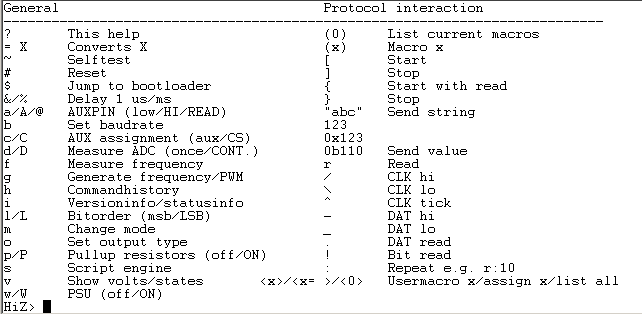 General Protocol interaction
---------------------------------------------------------------------------
? This help (0) List current macros
= X Converts X (x) Macro x
~ Selftest [ Start
# Reset ] Stop
$ Jump to bootloader { Start with read
&/% Delay 1 us/ms } Stop
a/A/@ AUXPIN (low/HI/READ) "abc" Send string
b Set baudrate 123
c/C AUX assignment (aux/CS) 0x123
d/D Measure ADC (once/CONT.) 0b110 Send value
f Measure frequency r Read
g Generate frequency/PWM / CLK hi
h Commandhistory \ CLK lo
i Versioninfo/statusinfo ^ CLK tick
l/L Bitorder (msb/LSB) - DAT hi
m Change mode _ DAT lo
o Set output type . DAT read
p/P Pullup resistors (off/ON) ! Bit read
s Script engine : Repeat e.g. r:10
v Show volts/states <x>/<x= >/<0> Usermacro x/assign x/list all
w/W PSU (off/ON)
HiZ>